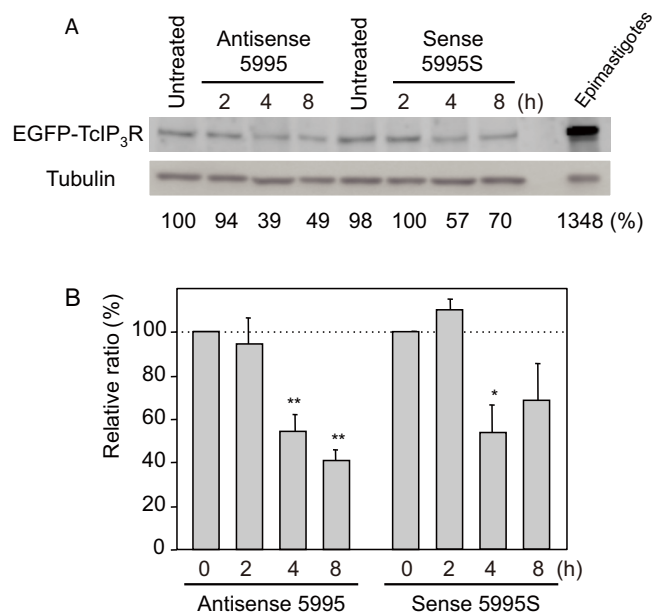 A
Untreated
Antisense
5995
Untreated
Sense
5995S
Epimastigotes
2 4 8 2 4 8 (h)
EGFP-TcIP₃R
Tubulin
100 94 39 49 98 100 57 70 1348 (%)
B
Relative ratio (%)
100
80
60
40
20
0
** ** *
0 2 4 8 0 2 4 8 (h)
Antisense 5995 Sense 5995S